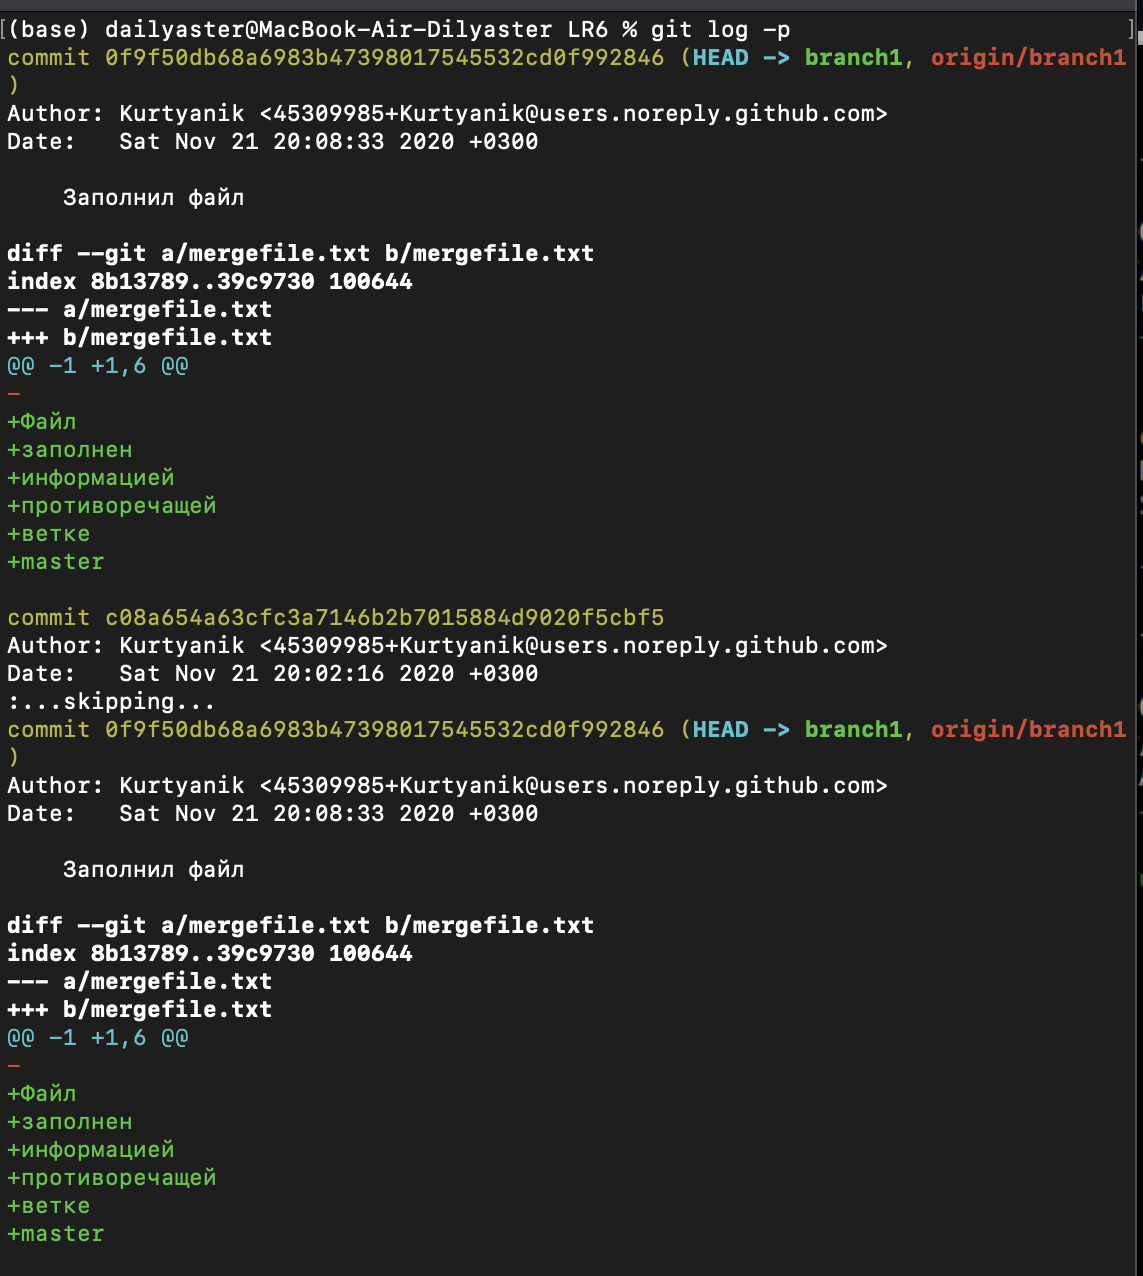 [(base) dailyaster@MacBook-Air-Dilyaster LR6 % git log -p ]
commit 0f9f50db68a6983b47398017545532cd0f992846 (HEAD -> branch1, origin/branch1
)
Author: Kurtyanik <45309985+Kurtyanik@users.noreply.github.com>
Date:   Sat Nov 21 20:08:33 2020 +0300

    Заполнил файл

diff --git a/mergefile.txt b/mergefile.txt
index 8b13789..39c9730 100644
--- a/mergefile.txt
+++ b/mergefile.txt
@@ -1 +1,6 @@
-
+Файл
+заполнен
+информацией
+противоречащей
+ветке
+master

commit c08a654a63cfc3a7146b2b7015884d9020f5cbf5
Author: Kurtyanik <45309985+Kurtyanik@users.noreply.github.com>
Date:   Sat Nov 21 20:02:16 2020 +0300
:...skipping...
commit 0f9f50db68a6983b47398017545532cd0f992846 (HEAD -> branch1, origin/branch1
)
Author: Kurtyanik <45309985+Kurtyanik@users.noreply.github.com>
Date:   Sat Nov 21 20:08:33 2020 +0300

    Заполнил файл

diff --git a/mergefile.txt b/mergefile.txt
index 8b13789..39c9730 100644
--- a/mergefile.txt
+++ b/mergefile.txt
@@ -1 +1,6 @@
-
+Файл
+заполнен
+информацией
+противоречащей
+ветке
+master